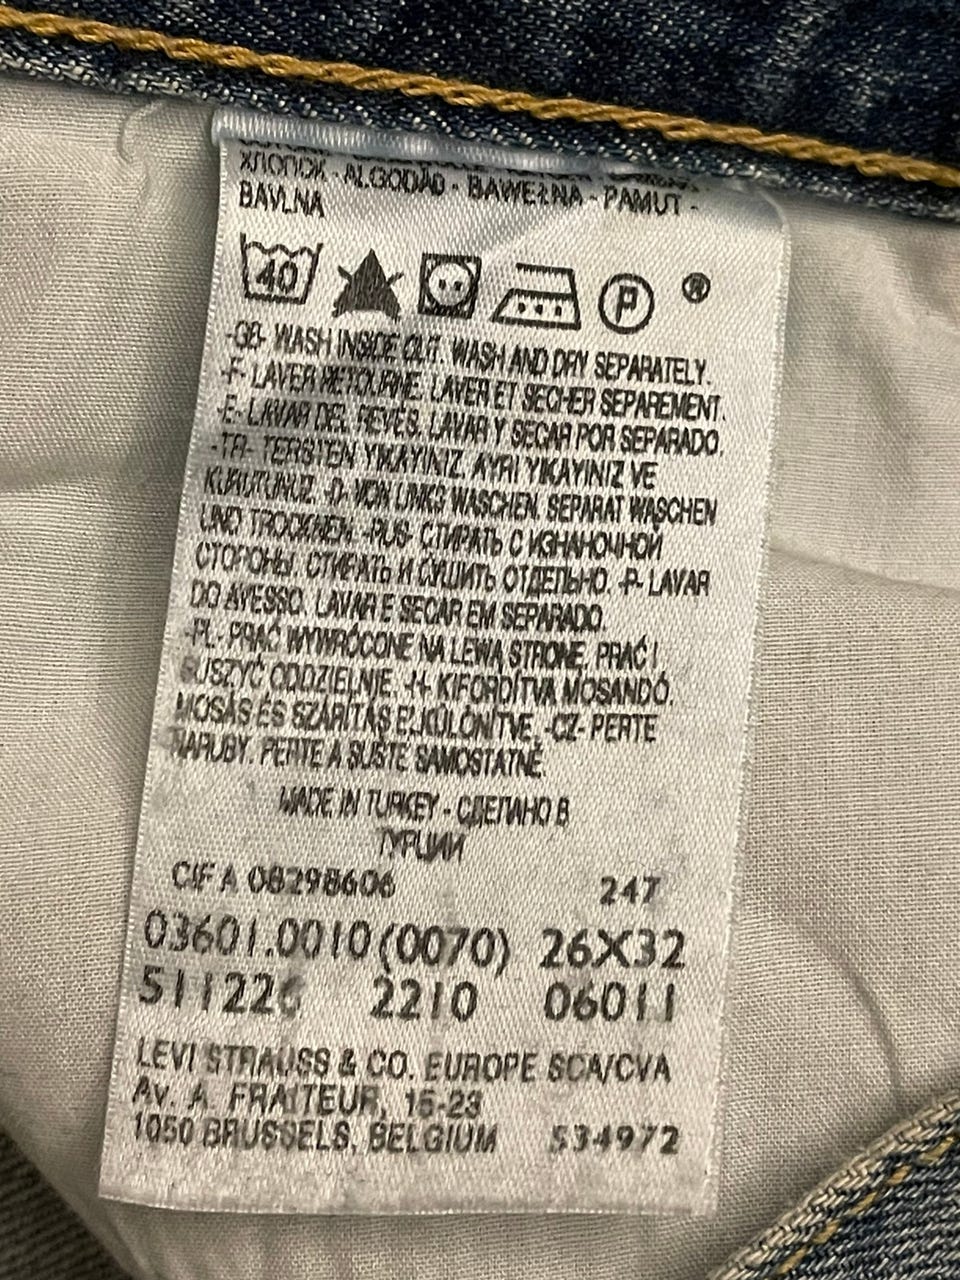 ХЛОПОК - ALGODÃO - BAWEŁNA - PAMUT -
BAVLNA
40
P ®
-GB- WASH INSIDE OUT. WASH AND DRY SEPARATELY.
-F- LAVER RETOURNE. LAVER ET SECHER SEPAREMENT.
-E- LAVAR DEL REVÉS. LAVAR Y SECAR POR SEPARADO.
-TR- TERSTEN YIKAYINIZ. AYRI YIKAYINIZ VE
KURUTUNUZ. -D- VON LINKS WASCHEN. SEPARAT WASCHEN
UND TROCKNEN. -RUS- СТИРАТЬ С ИЗНАНОЧНОЙ
СТОРОНЫ. СТИРАТЬ И СУШИТЬ ОТДЕЛЬНО. -P- LAVAR
DO AVESSO. LAVAR E SECAR EM SEPARADO.
-PL- PRAĆ WYWRÓCONE NA LEWĄ STRONĘ. PRAĆ I
SUSZYĆ ODDZIELNIE. -H- KIFORDÍTVA MOSANDÓ.
MOSÁS ÉS SZÁRÍTÁS ELKÜLÖNÍTVE. -CZ- PERTE
NARUBY. PERTE A SUŠTE SAMOSTATNĚ.
MADE IN TURKEY - СДЕЛАНО В
ТУРЦИИ
CIF A 08298606 247
03601.0010 (0070) 26X32
511226 2210 06011
LEVI STRAUSS & CO. EUROPE SCA/CVA
Av. A. FRAITEUR, 15-23
1050 BRUSSELS, BELGIUM 534972